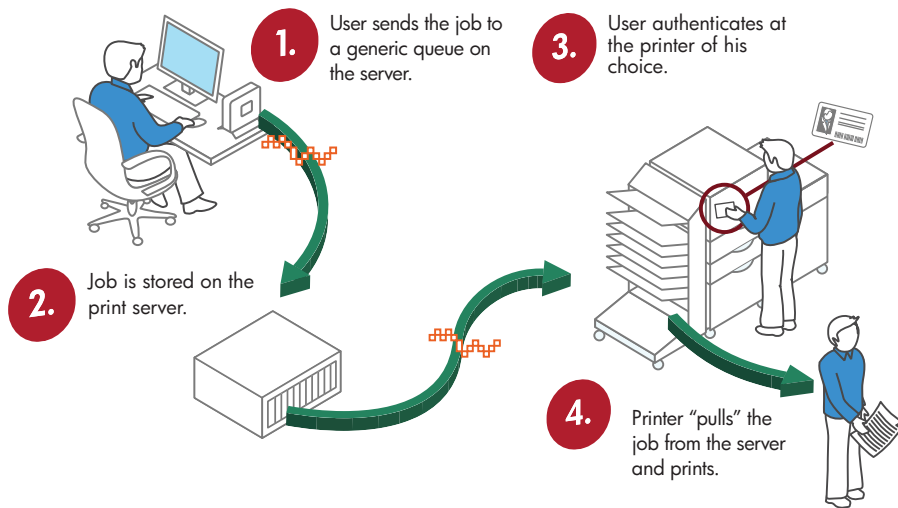 1.
User sends the job to
a generic queue on
the server.
2.
Job is stored on the
print server.
3.
User authenticates at
the printer of his
choice.
4.
Printer “pulls” the
job from the server
and prints.